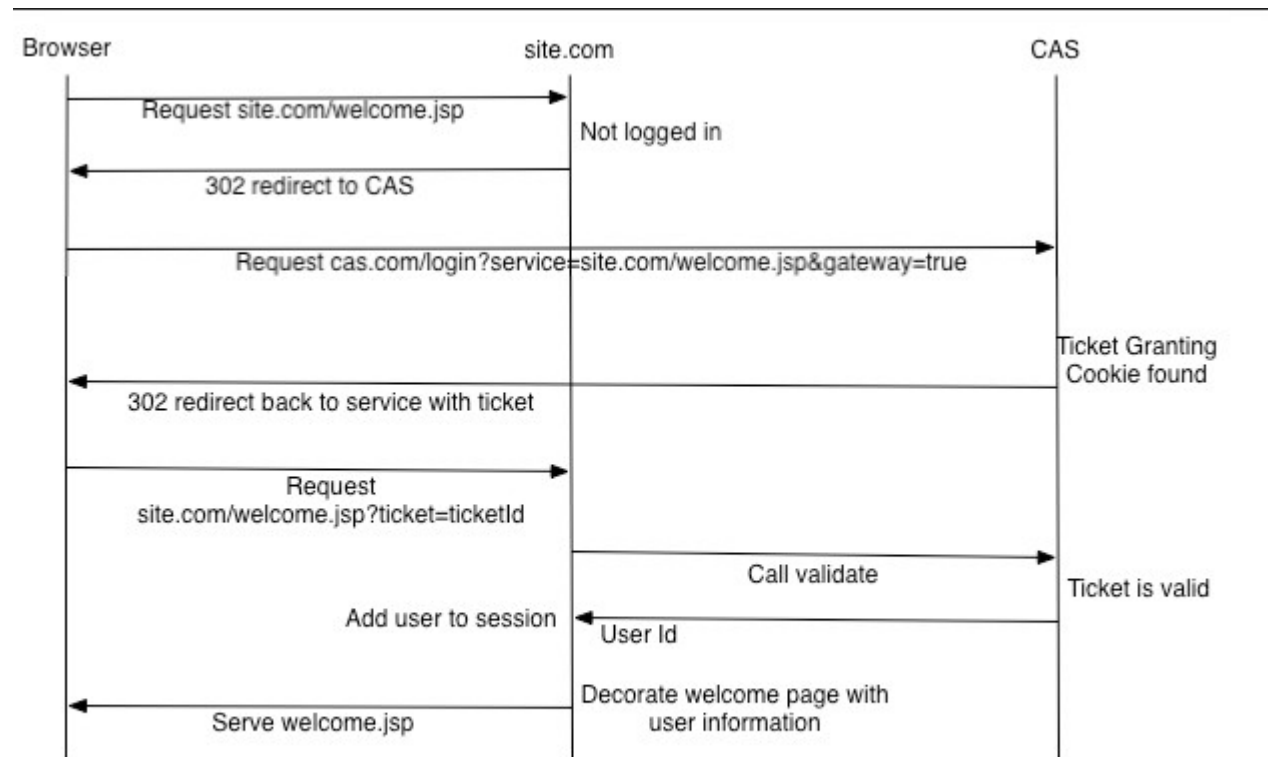 Browser
site.com
CAS
Request site.com/welcome.jsp
Not logged in
302 redirect to CAS
Request cas.com/login?service=site.com/welcome.jsp&gateway=true
Ticket Granting
Cookie found
302 redirect back to service with ticket
Request
site.com/welcome.jsp?ticket=ticketId
Call validate
Ticket is valid
Add user to session
User Id
Decorate welcome page with
user information
Serve welcome.jsp